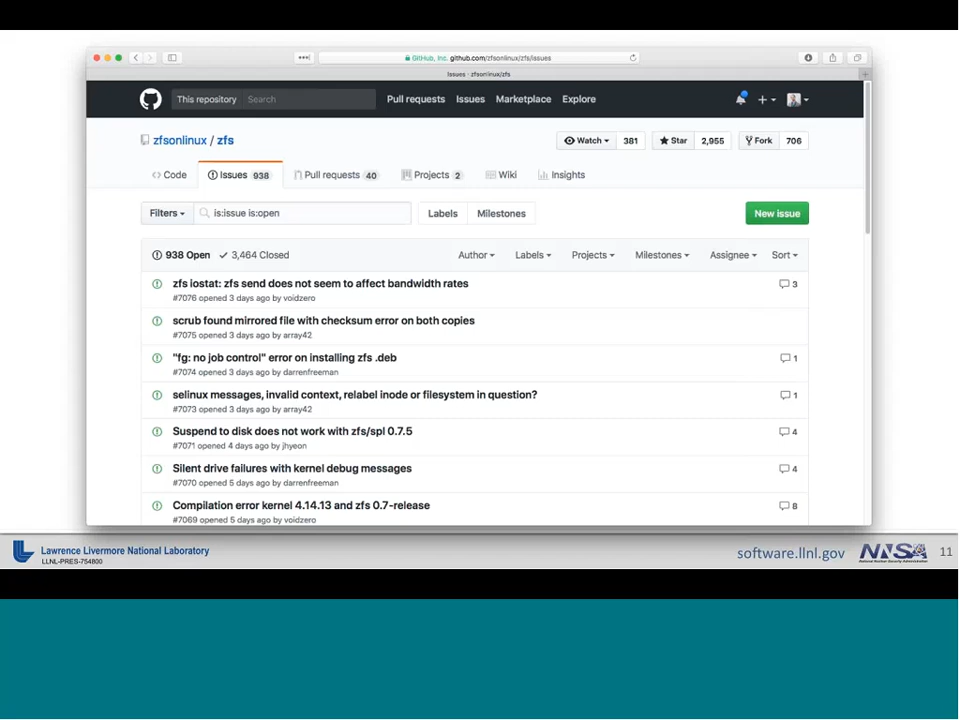 GitHub, Inc. github.com/zfsonlinux/zfs/issues
Issues · zfsonlinux/zfs
This repository Search Pull requests Issues Marketplace Explore
zfsonlinux / zfs Watch 381 Star 2,955 Fork 706
Code Issues 938 Pull requests 40 Projects 2 Wiki Insights
Filters is:issue is:open Labels Milestones New issue
938 Open 3,464 Closed Author Labels Projects Milestones Assignee Sort
zfs iostat: zfs send does not seem to affect bandwidth rates 3
#7076 opened 3 days ago by voidzero
scrub found mirrored file with checksum error on both copies
#7075 opened 3 days ago by array42
"fg: no job control" error on installing zfs .deb 1
#7074 opened 3 days ago by darrenfreeman
selinux messages, invalid context, relabel inode or filesystem in question? 1
#7073 opened 3 days ago by array42
Suspend to disk does not work with zfs/spl 0.7.5 4
#7071 opened 4 days ago by jhyeon
Silent drive failures with kernel debug messages 4
#7070 opened 5 days ago by darrenfreeman
Compilation error kernel 4.14.13 and zfs 0.7-release 8
#7069 opened 5 days ago by voidzero
Lawrence Livermore National Laboratory
LLNL-PRES-754800
software.llnl.gov NNSA 11
National Nuclear Security Administration